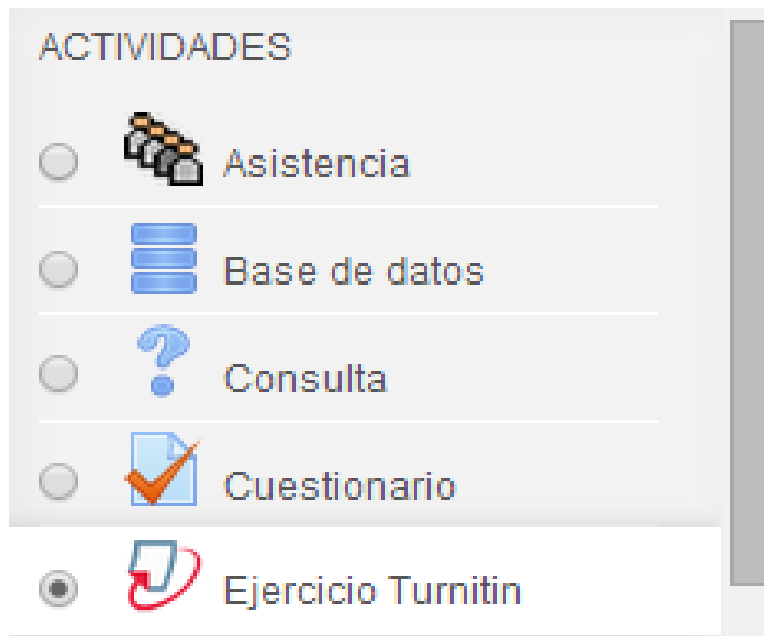 ACTIVIDADES
Asistencia
Base de datos
Consulta
Cuestionario
Ejercicio Turnitin